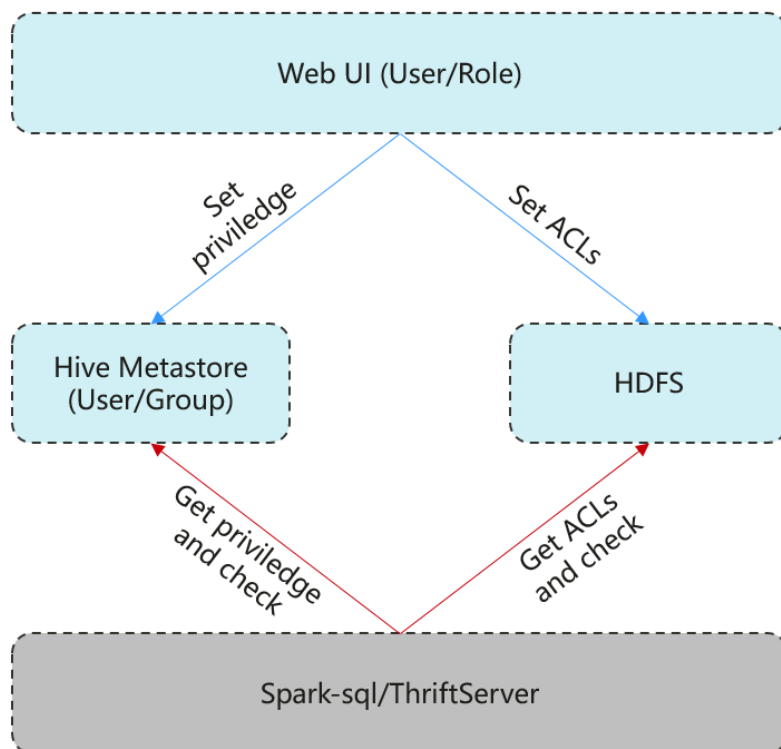 Web UI (User/Role)
Set
priviledge
Set ACLs
Hive Metastore
(User/Group)
HDFS
Get priviledge
and check
Get ACLs
and check
Spark-sql/ThriftServer